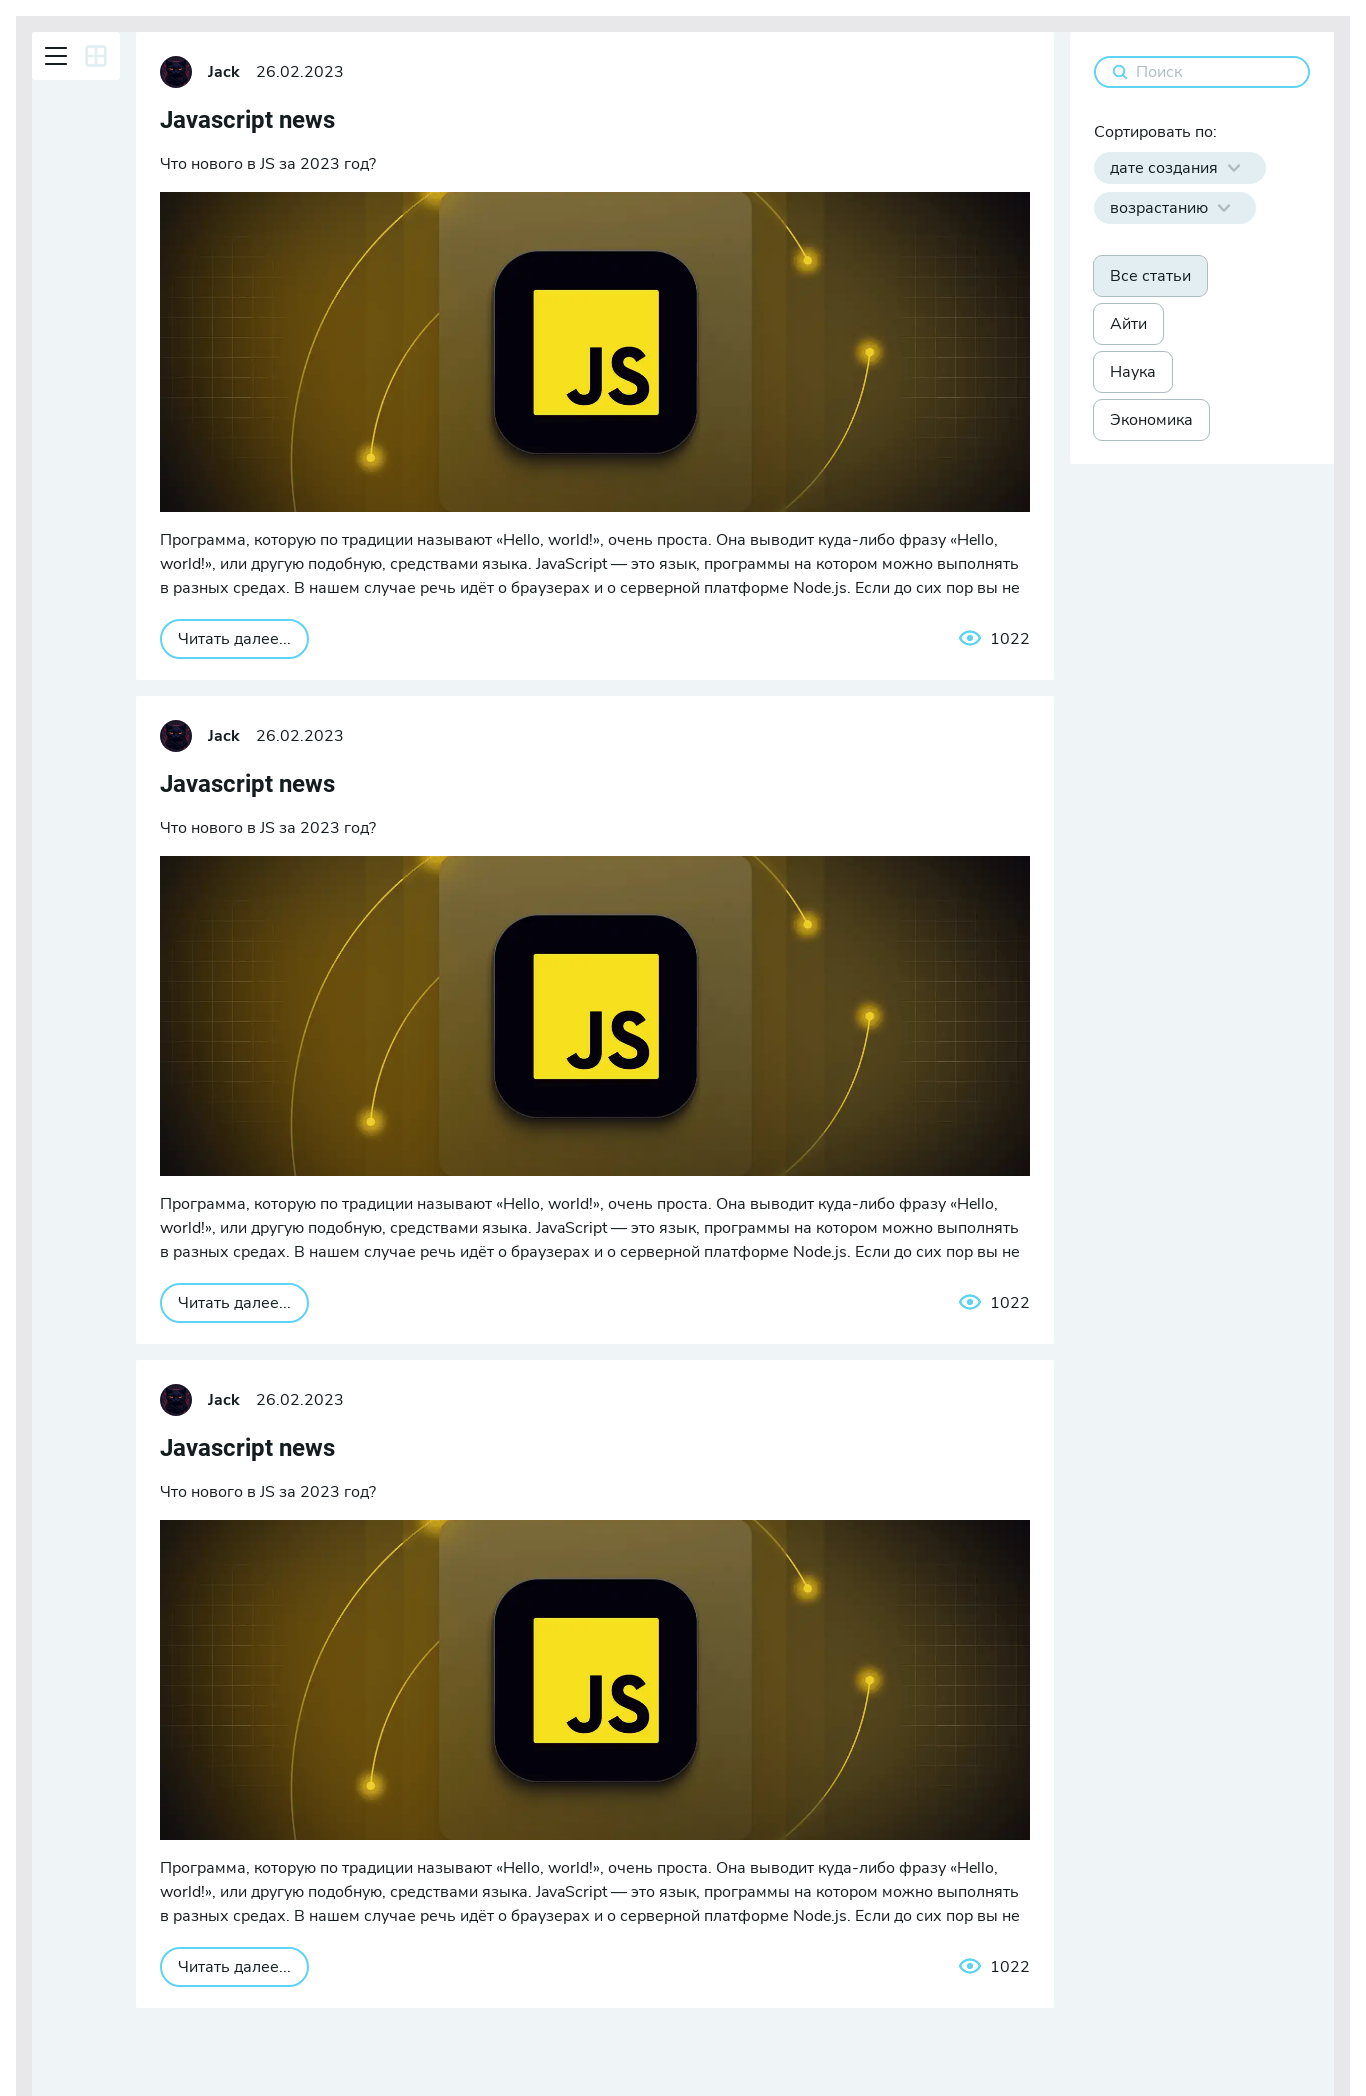 Jack 26.02.2023
Javascript news
Что нового в JS за 2023 год?
JS
Программа, которую по традиции называют «Hello, world!», очень проста. Она выводит куда-либо фразу «Hello,
world!», или другую подобную, средствами языка. JavaScript — это язык, программы на котором можно выполнять
в разных средах. В нашем случае речь идёт о браузерах и о серверной платформе Node.js. Если до сих пор вы не
Читать далее...
1022
Jack 26.02.2023
Javascript news
Что нового в JS за 2023 год?
JS
Программа, которую по традиции называют «Hello, world!», очень проста. Она выводит куда-либо фразу «Hello,
world!», или другую подобную, средствами языка. JavaScript — это язык, программы на котором можно выполнять
в разных средах. В нашем случае речь идёт о браузерах и о серверной платформе Node.js. Если до сих пор вы не
Читать далее...
1022
Jack 26.02.2023
Javascript news
Что нового в JS за 2023 год?
JS
Программа, которую по традиции называют «Hello, world!», очень проста. Она выводит куда-либо фразу «Hello,
world!», или другую подобную, средствами языка. JavaScript — это язык, программы на котором можно выполнять
в разных средах. В нашем случае речь идёт о браузерах и о серверной платформе Node.js. Если до сих пор вы не
Читать далее...
1022
Поиск
Сортировать по:
дате создания
возрастанию
Все статьи
Айти
Наука
Экономика